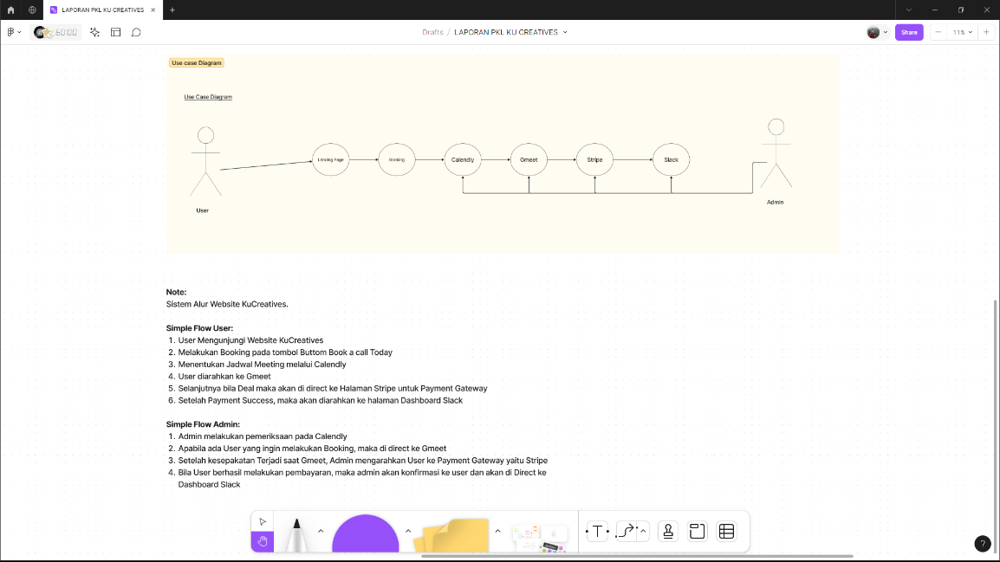 LAPORAN PKL KU CREATIVES
60:00
Drafts / LAPORAN PKL KU CREATIVES
Share
11%
Use case Diagram
Use Case Diagram
Landing Page
Booking
Calendly
Gmeet
Stripe
Slack
User
Admin
Note:
Sistem Alur Website KuCreatives.
Simple Flow User:
1. User Mengunjungi Website KuCreatives
2. Melakukan Booking pada tombol Buttom Book a call Today
3. Menentukan Jadwal Meeting melalui Calendly
4. User diarahkan ke Gmeet
5. Selanjutnya bila Deal maka akan di direct ke Halaman Stripe untuk Payment Gateway
6. Setelah Payment Success, maka akan diarahkan ke halaman Dashboard Slack
Simple Flow Admin:
1. Admin melakukan pemeriksaan pada Calendly
2. Apabila ada User yang ingin melakukan Booking, maka di direct ke Gmeet
3. Setelah kesepakatan Terjadi saat Gmeet, Admin mengarahkan User ke Payment Gateway yaitu Stripe
4. Bila User berhasil melakukan pembayaran, maka admin akan konfirmasi ke user dan akan di Direct ke
Dashboard Slack
T
?